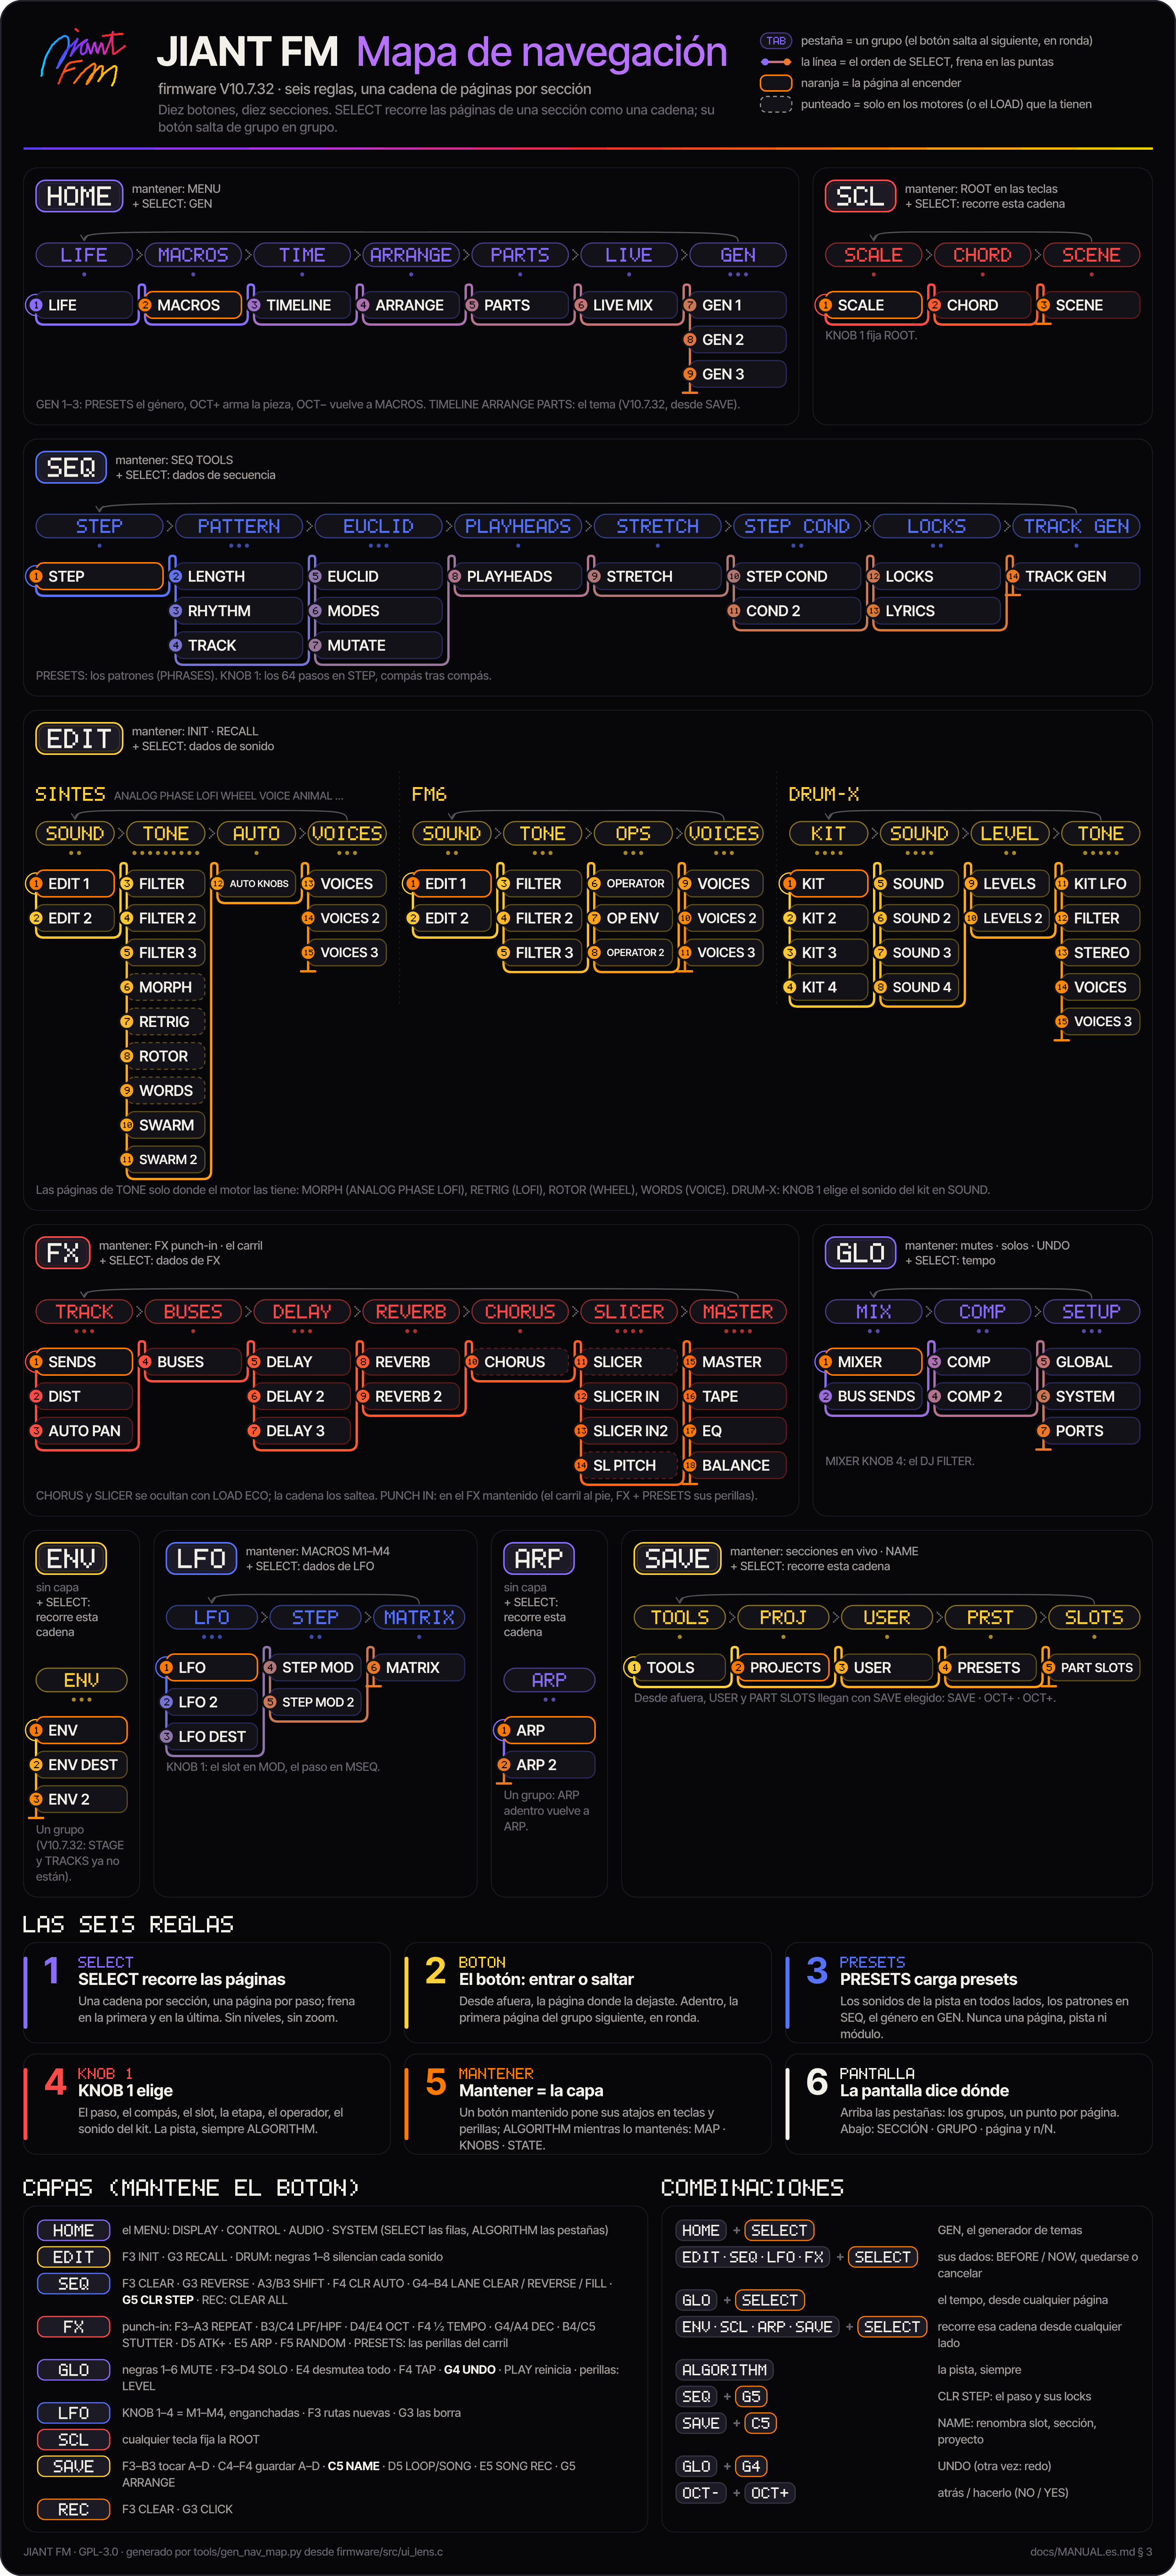 jiant Fm
JIANT FM Mapa de navegación
firmware V10.7.32 · seis reglas, una cadena de páginas por sección
Diez botones, diez secciones. SELECT recorre las páginas de una sección como una cadena; su
botón salta de grupo en grupo.
TAB pestaña = un grupo (el botón salta al siguiente, en ronda)
la línea = el orden de SELECT, frena en las puntas
naranja = la página al encender
punteado = solo en los motores (o el LOAD) que la tienen
HOME
mantener: MENU
+ SELECT: GEN
LIFE MACROS TIME ARRANGE PARTS LIVE GEN
1 LIFE 2 MACROS 3 TIMELINE 4 ARRANGE 5 PARTS 6 LIVE MIX 7 GEN 1
8 GEN 2
9 GEN 3
GEN 1–3: PRESETS el género, OCT+ arma la pieza, OCT− vuelve a MACROS. TIMELINE ARRANGE PARTS: el tema (V10.7.32, desde SAVE).
SCL
mantener: ROOT en las teclas
+ SELECT: recorre esta cadena
SCALE CHORD SCENE
1 SCALE 2 CHORD 3 SCENE
KNOB 1 fija ROOT.
SEQ
mantener: SEQ TOOLS
+ SELECT: dados de secuencia
STEP PATTERN EUCLID PLAYHEADS STRETCH STEP COND LOCKS TRACK GEN
1 STEP 2 LENGTH 5 EUCLID 8 PLAYHEADS 9 STRETCH 10 STEP COND 12 LOCKS 14 TRACK GEN
3 RHYTHM 6 MODES 11 COND 2 13 LYRICS
4 TRACK 7 MUTATE
PRESETS: los patrones (PHRASES). KNOB 1: los 64 pasos en STEP, compás tras compás.
EDIT
mantener: INIT · RECALL
+ SELECT: dados de sonido
SINTES ANALOG PHASE LOFI WHEEL VOICE ANIMAL ...
SOUND TONE AUTO VOICES
1 EDIT 1 3 FILTER 12 AUTO KNOBS 13 VOICES
2 EDIT 2 4 FILTER 2 14 VOICES 2
5 FILTER 3 15 VOICES 3
6 MORPH
7 RETRIG
8 ROTOR
9 WORDS
10 SWARM
11 SWARM 2
FM6
SOUND TONE OPS VOICES
1 EDIT 1 3 FILTER 6 OPERATOR 9 VOICES
2 EDIT 2 4 FILTER 2 7 OP ENV 10 VOICES 2
5 FILTER 3 8 OPERATOR 2 11 VOICES 3
DRUM-X
KIT SOUND LEVEL TONE
1 KIT 5 SOUND 9 LEVELS 11 KIT LFO
2 KIT 2 6 SOUND 2 10 LEVELS 2 12 FILTER
3 KIT 3 7 SOUND 3 13 STEREO
4 KIT 4 8 SOUND 4 14 VOICES
15 VOICES 3
Las páginas de TONE solo donde el motor las tiene: MORPH (ANALOG PHASE LOFI), RETRIG (LOFI), ROTOR (WHEEL), WORDS (VOICE). DRUM-X: KNOB 1 elige el sonido del kit en SOUND.
FX
mantener: FX punch-in · el carril
+ SELECT: dados de FX
TRACK BUSES DELAY REVERB CHORUS SLICER MASTER
1 SENDS 4 BUSES 5 DELAY 8 REVERB 10 CHORUS 11 SLICER 15 MASTER
2 DIST 6 DELAY 2 9 REVERB 2 12 SLICER IN 16 TAPE
3 AUTO PAN 7 DELAY 3 13 SLICER IN2 17 EQ
14 SL PITCH 18 BALANCE
CHORUS y SLICER se ocultan con LOAD ECO; la cadena los saltea. PUNCH IN: en el FX mantenido (el carril al pie, FX + PRESETS sus perillas).
GLO
mantener: mutes · solos · UNDO
+ SELECT: tempo
MIX COMP SETUP
1 MIXER 3 COMP 5 GLOBAL
2 BUS SENDS 4 COMP 2 6 SYSTEM
7 PORTS
MIXER KNOB 4: el DJ FILTER.
ENV
sin capa
+ SELECT:
recorre esta
cadena
ENV
1 ENV
2 ENV DEST
3 ENV 2
Un grupo
(V10.7.32: STAGE
y TRACKS ya no
están).
LFO
mantener: MACROS M1–M4
+ SELECT: dados de LFO
LFO STEP MATRIX
1 LFO 4 STEP MOD 6 MATRIX
2 LFO 2 5 STEP MOD 2
3 LFO DEST
KNOB 1: el slot en MOD, el paso en MSEQ.
ARP
sin capa
+ SELECT:
recorre esta
cadena
ARP
1 ARP
2 ARP 2
Un grupo: ARP
adentro vuelve a
ARP.
SAVE
mantener: secciones en vivo · NAME
+ SELECT: recorre esta cadena
TOOLS PROJ USER PRST SLOTS
1 TOOLS 2 PROJECTS 3 USER 4 PRESETS 5 PART SLOTS
Desde afuera, USER y PART SLOTS llegan con SAVE elegido: SAVE · OCT+ · OCT+.
LAS SEIS REGLAS
1 SELECT
SELECT recorre las páginas
Una cadena por sección, una página por paso; frena
en la primera y en la última. Sin niveles, sin zoom.
2 BOTON
El botón: entrar o saltar
Desde afuera, la página donde la dejaste. Adentro, la
primera página del grupo siguiente, en ronda.
3 PRESETS
PRESETS carga presets
Los sonidos de la pista en todos lados, los patrones en
SEQ, el género en GEN. Nunca una página, pista ni
módulo.
4 KNOB 1
KNOB 1 elige
El paso, el compás, el slot, la etapa, el operador, el
sonido del kit. La pista, siempre ALGORITHM.
5 MANTENER
Mantener = la capa
Un botón mantenido pone sus atajos en teclas y
perillas; ALGORITHM mientras lo mantenés: MAP ·
KNOBS · STATE.
6 PANTALLA
La pantalla dice dónde
Arriba las pestañas: los grupos, un punto por página.
Abajo: SECCIÓN · GRUPO · página y n/N.
CAPAS (MANTENE EL BOTON)
HOME el MENU: DISPLAY · CONTROL · AUDIO · SYSTEM (SELECT las filas, ALGORITHM las pestañas)
EDIT F3 INIT · G3 RECALL · DRUM: negras 1–8 silencian cada sonido
SEQ F3 CLEAR · G3 REVERSE · A3/B3 SHIFT · F4 CLR AUTO · G4–B4 LANE CLEAR / REVERSE / FILL ·
G5 CLR STEP · REC: CLEAR ALL
FX punch-in: F3–A3 REPEAT · B3/C4 LPF/HPF · D4/E4 OCT · F4 ½ TEMPO · G4/A4 DEC · B4/C5
STUTTER · D5 ATK+ · E5 ARP · F5 RANDOM · PRESETS: las perillas del carril
GLO negras 1–6 MUTE · F3–D4 SOLO · E4 desmutea todo · F4 TAP · G4 UNDO · PLAY reinicia · perillas:
LEVEL
LFO KNOB 1–4 = M1–M4, enganchadas · F3 rutas nuevas · G3 las borra
SCL cualquier tecla fija la ROOT
SAVE F3–B3 tocar A–D · C4–F4 guardar A–D · C5 NAME · D5 LOOP/SONG · E5 SONG REC · G5
ARRANGE
REC F3 CLEAR · G3 CLICK
COMBINACIONES
HOME + SELECT GEN, el generador de temas
EDIT·SEQ·LFO·FX + SELECT sus dados: BEFORE / NOW, quedarse o
cancelar
GLO + SELECT el tempo, desde cualquier página
ENV·SCL·ARP·SAVE + SELECT recorre esa cadena desde cualquier
lado
ALGORITHM la pista, siempre
SEQ + G5 CLR STEP: el paso y sus locks
SAVE + C5 NAME: renombra slot, sección,
proyecto
GLO + G4 UNDO (otra vez: redo)
OCT- + OCT+ atrás / hacerlo (NO / YES)
JIANT FM · GPL-3.0 · generado por tools/gen_nav_map.py desde firmware/src/ui_lens.c
docs/MANUAL.es.md § 3